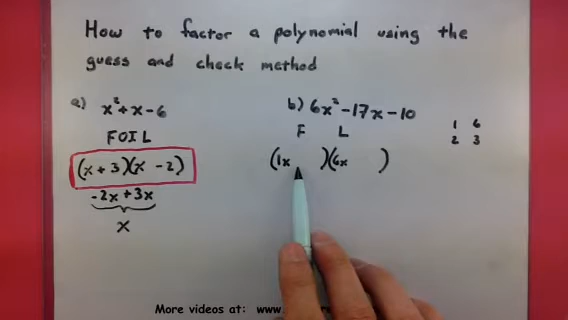 How to factor a polynomial using the
guess and check method
a) x² + x - 6
FOIL
(x + 3)(x - 2)
-2x + 3x
x
b) 6x² - 17x - 10
F L
(1x )(6x )
1 6
2 3
More videos at: www.